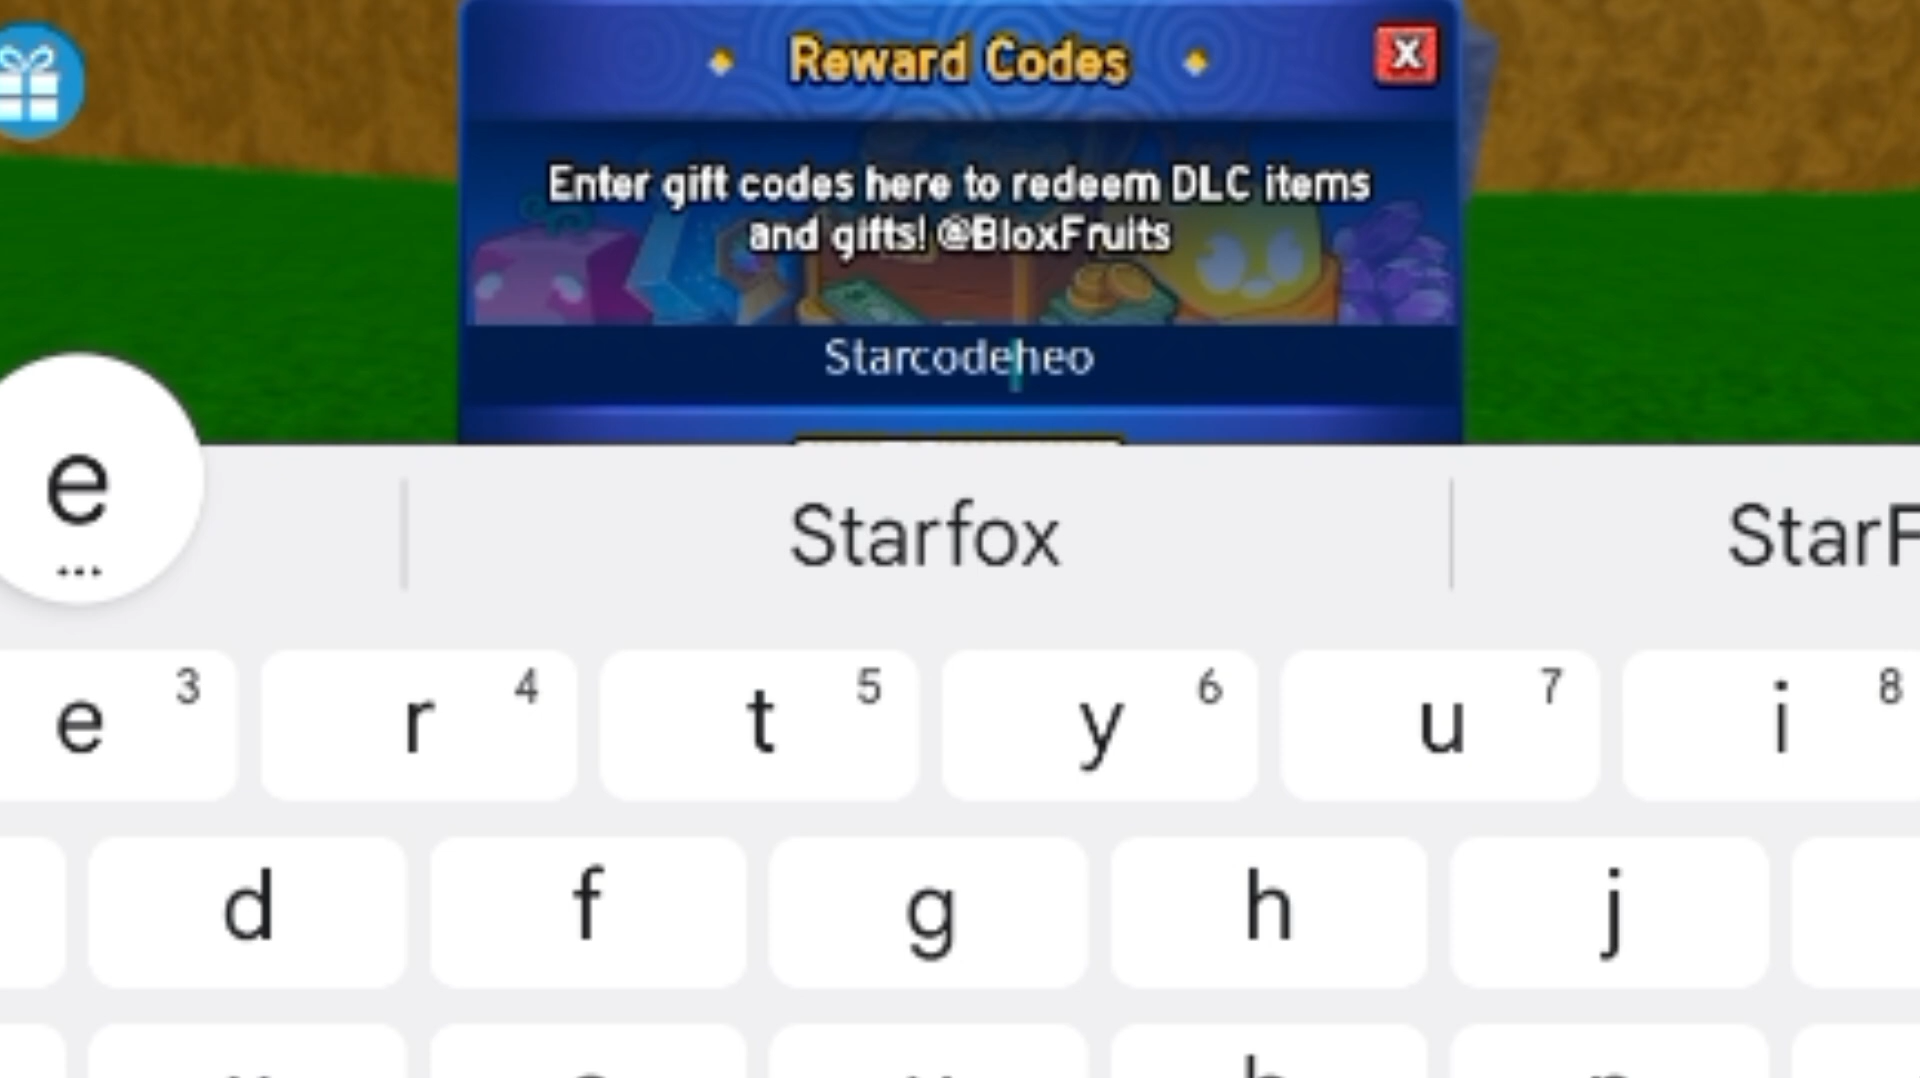 Reward Codes
X
Enter gift codes here to redeem DLC items
and gifts! @BloxFruits
Starcodeheo
e
...
Starfox
StarF
e 3 r 4 t 5 y 6 u 7 i 8
d f g h j